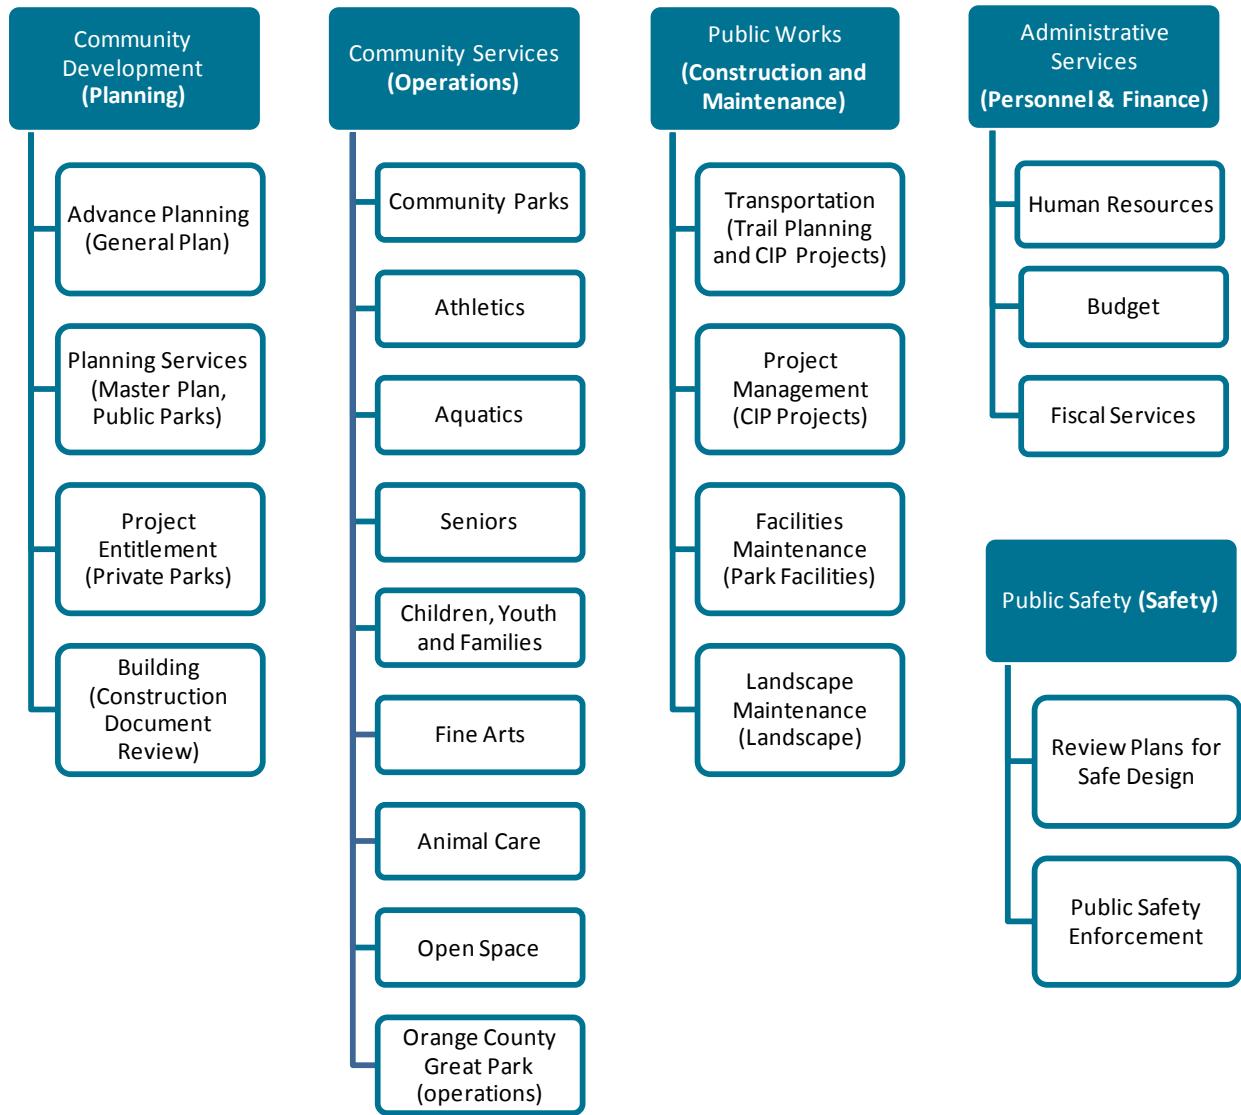 Community
Development
(Planning)
Advance Planning
(General Plan)
Planning Services
(Master Plan,
Public Parks)
Project
Entitlement
(Private Parks)
Building
(Construction
Document
Review)
Community Services
(Operations)
Community Parks
Athletics
Aquatics
Seniors
Children, Youth
and Families
Fine Arts
Animal Care
Open Space
Orange County
Great Park
(operations)
Public Works
(Construction and
Maintenance)
Transportation
(Trail Planning
and CIP Projects)
Project
Management
(CIP Projects)
Facilities
Maintenance
(Park Facilities)
Landscape
Maintenance
(Landscape)
Administrative
Services
(Personnel & Finance)
Human Resources
Budget
Fiscal Services
Public Safety (Safety)
Review Plans for
Safe Design
Public Safety
Enforcement